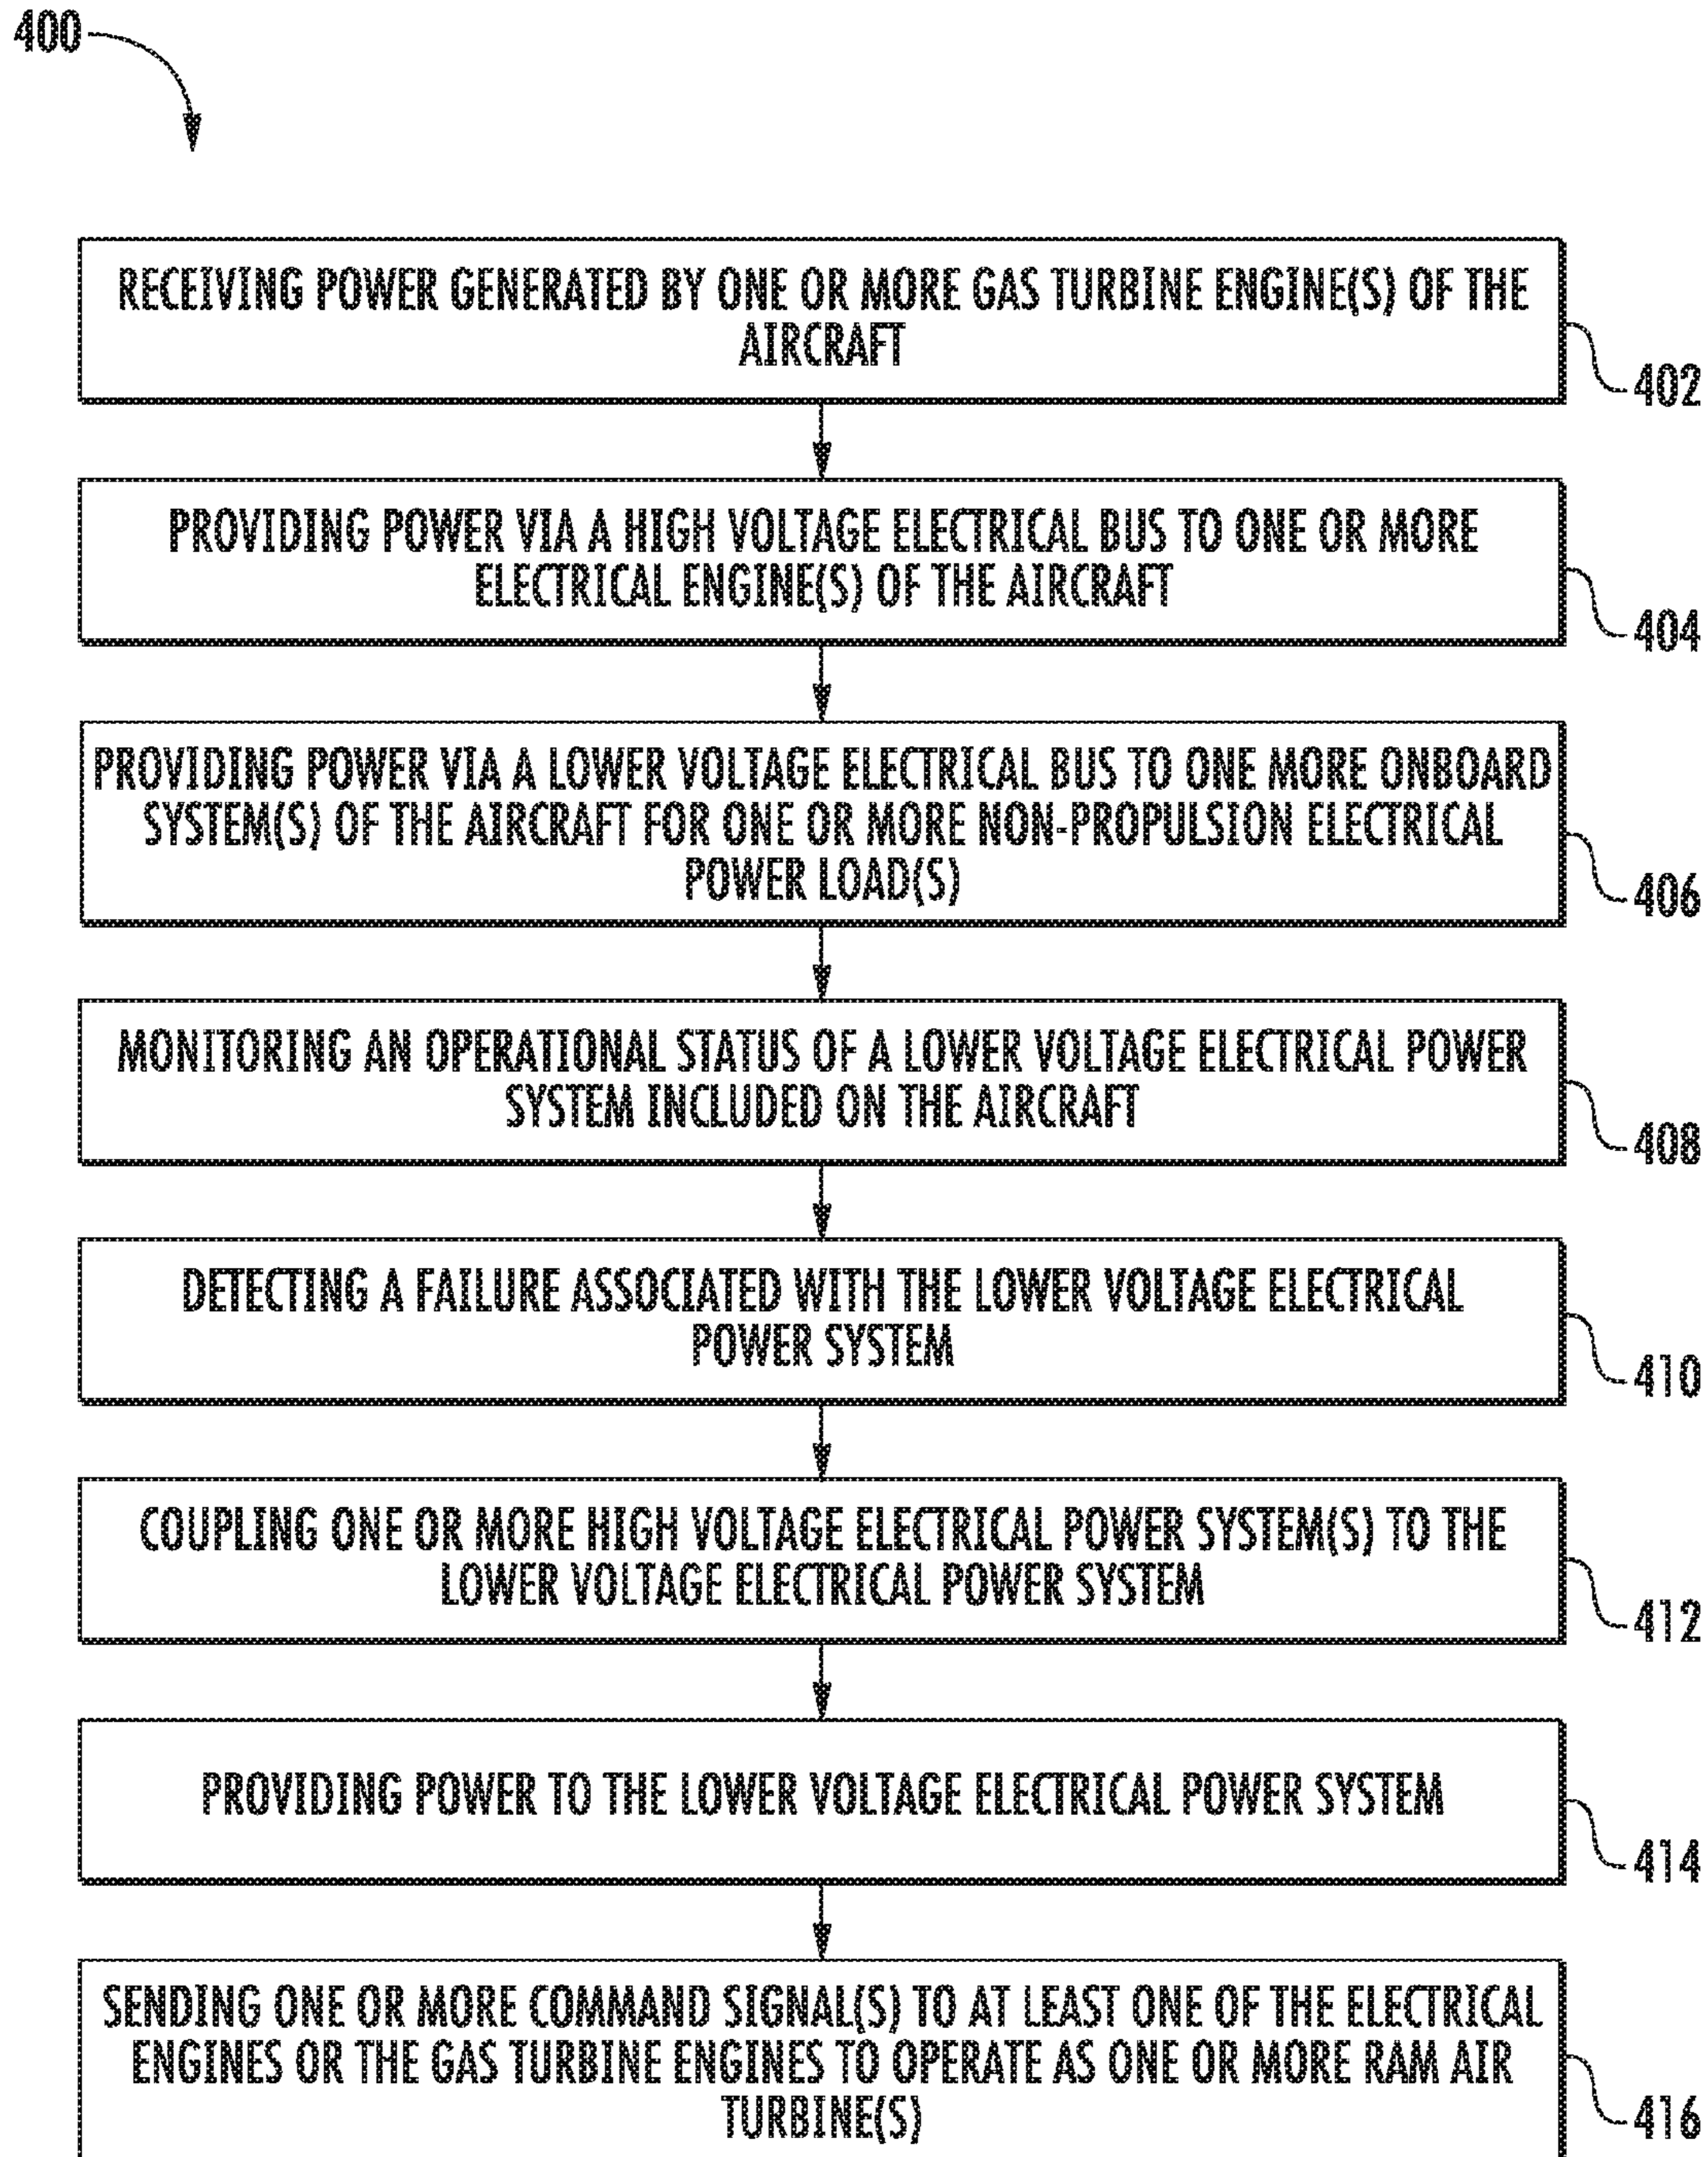 400
RECEIVING POWER GENERATED BY ONE OR MORE GAS TURBINE ENGINE(S) OF THE
AIRCRAFT
402
PROVIDING POWER VIA A HIGH VOLTAGE ELECTRICAL BUS TO ONE OR MORE
ELECTRICAL ENGINE(S) OF THE AIRCRAFT
404
PROVIDING POWER VIA A LOWER VOLTAGE ELECTRICAL BUS TO ONE MORE ONBOARD
SYSTEM(S) OF THE AIRCRAFT FOR ONE OR MORE NON-PROPULSION ELECTRICAL
POWER LOAD(S)
406
MONITORING AN OPERATIONAL STATUS OF A LOWER VOLTAGE ELECTRICAL POWER
SYSTEM INCLUDED ON THE AIRCRAFT
408
DETECTING A FAILURE ASSOCIATED WITH THE LOWER VOLTAGE ELECTRICAL
POWER SYSTEM
410
COUPLING ONE OR MORE HIGH VOLTAGE ELECTRICAL POWER SYSTEM(S) TO THE
LOWER VOLTAGE ELECTRICAL POWER SYSTEM
412
PROVIDING POWER TO THE LOWER VOLTAGE ELECTRICAL POWER SYSTEM
414
SENDING ONE OR MORE COMMAND SIGNAL(S) TO AT LEAST ONE OF THE ELECTRICAL
ENGINES OR THE GAS TURBINE ENGINES TO OPERATE AS ONE OR MORE RAM AIR
TURBINE(S)
416